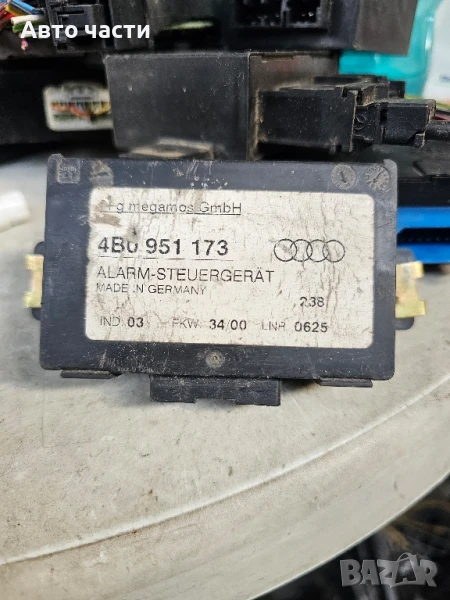 Авто части
megamos GmbH
4B0 951 173
ALARM-STEUERGERÄT
MADE IN GERMANY
238
IND. 03 FKW. 34/00 LNR. 0625
BAZAR